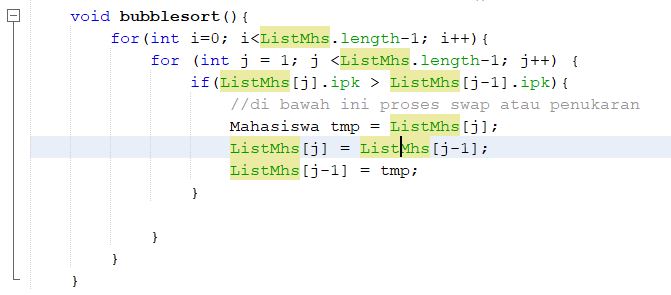 void bubblesort(){
for(int i=0; i<ListMhs.length-1; i++){
for (int j = 1; j <ListMhs.length-1; j++) {
if(ListMhs[j].ipk > ListMhs[j-1].ipk){
//di bawah ini proses swap atau penukaran
Mahasiswa tmp = ListMhs[j];
ListMhs[j] = ListMhs[j-1];
ListMhs[j-1] = tmp;
}
}
}
}